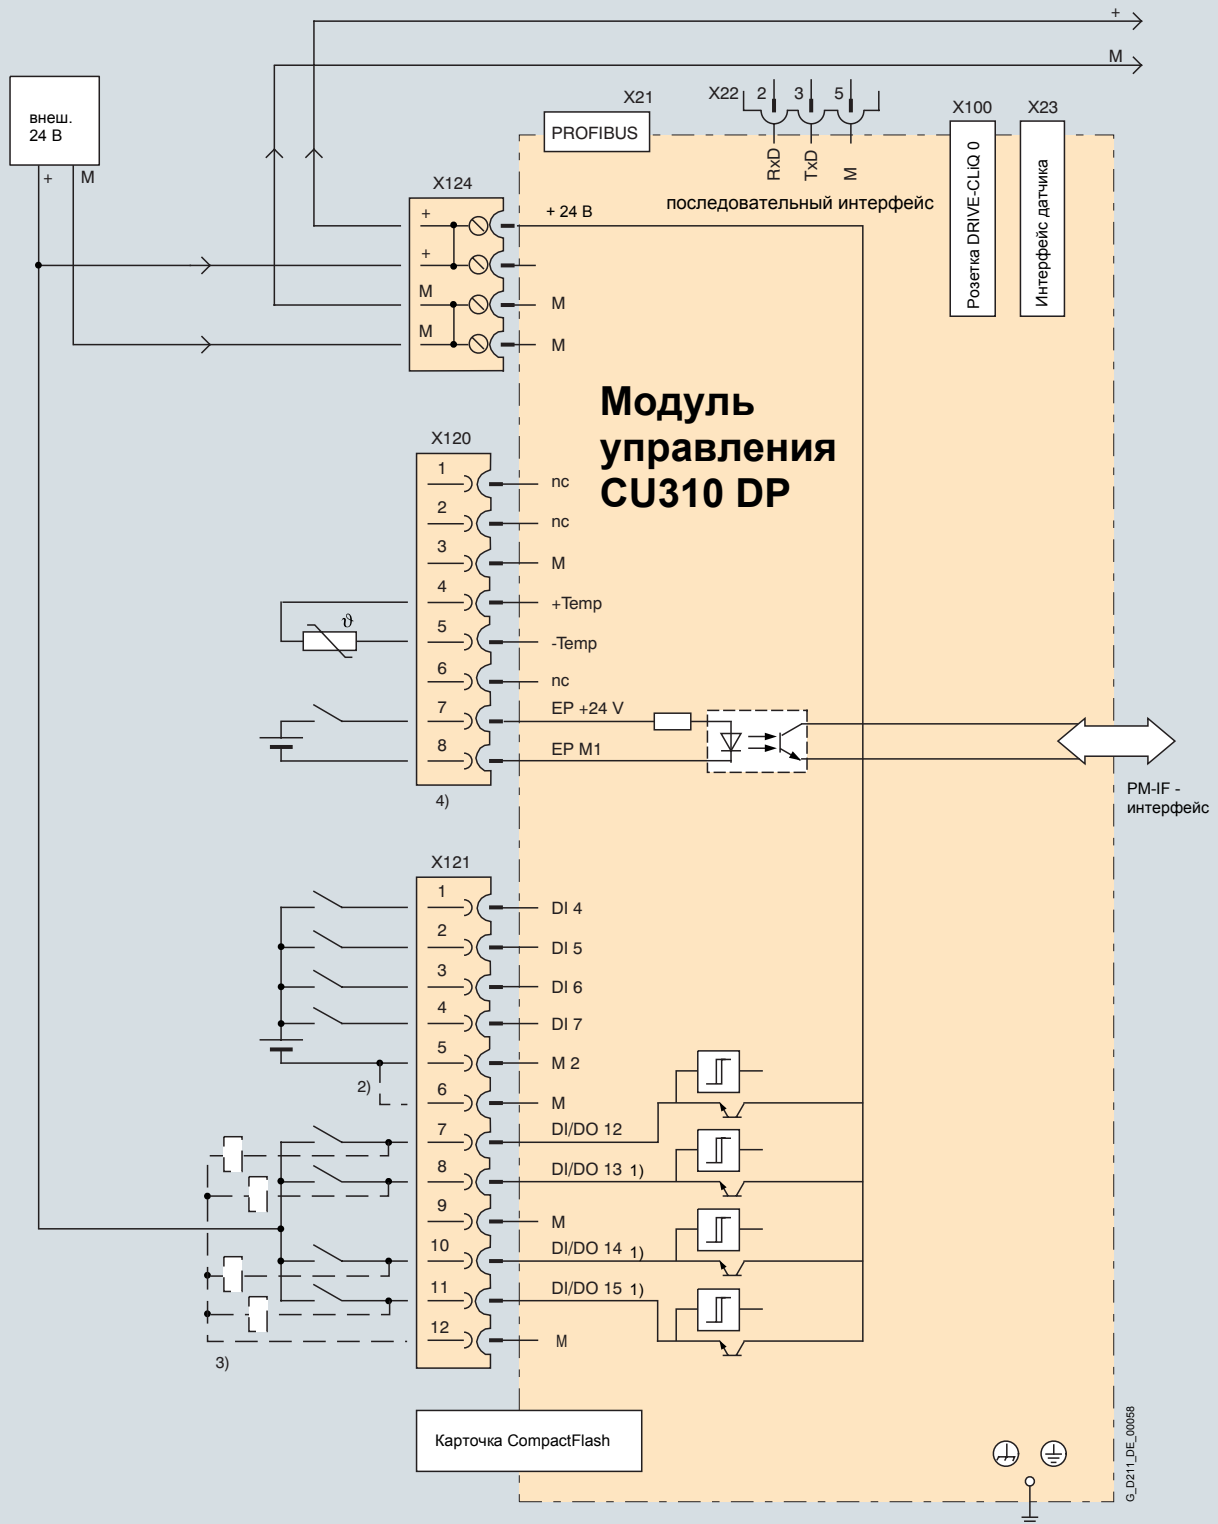 +
M
внеш.
24 В
+ M
X21
PROFIBUS
X22 2 3 5
RxD
TxD
M
последовательный интерфейс
X100
Розетка DRIVE-CLiQ 0
X23
Интерфейс датчика
X124
+
+
M
M
+ 24 В
M
M
Модуль
управления
CU310 DP
X120
1 nc
2 nc
3 M
4 +Temp
5 -Temp
6 nc
7 EP +24 V
8 EP M1
ϑ
4)
PM-IF -
интерфейс
X121
1 DI 4
2 DI 5
3 DI 6
4 DI 7
5 M 2
6 M
7 DI/DO 12
8 DI/DO 13 1)
9 M
10 DI/DO 14 1)
11 DI/DO 15 1)
12 M
2)
3)
Карточка CompactFlash
G_D211_DE_00058